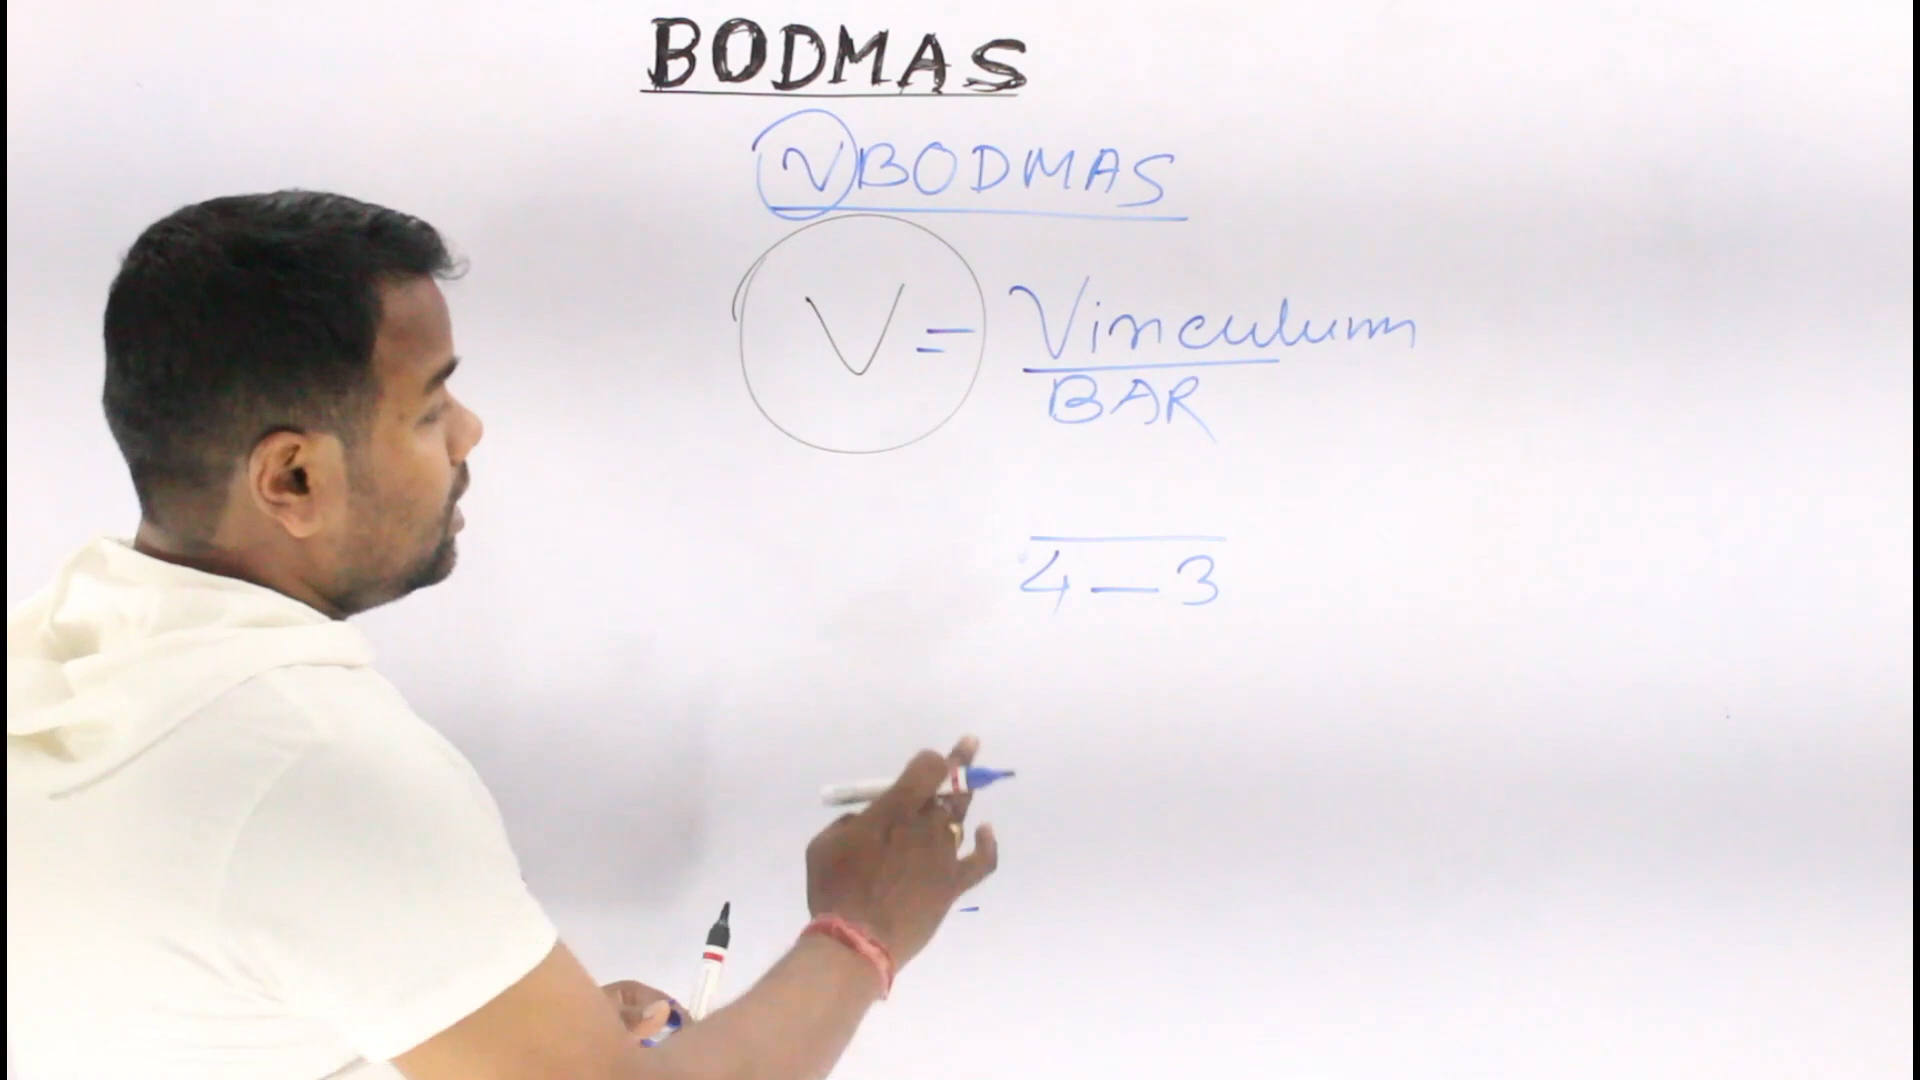 BODMAS
VBODMAS
V = Vinculum
BAR
4 — 3